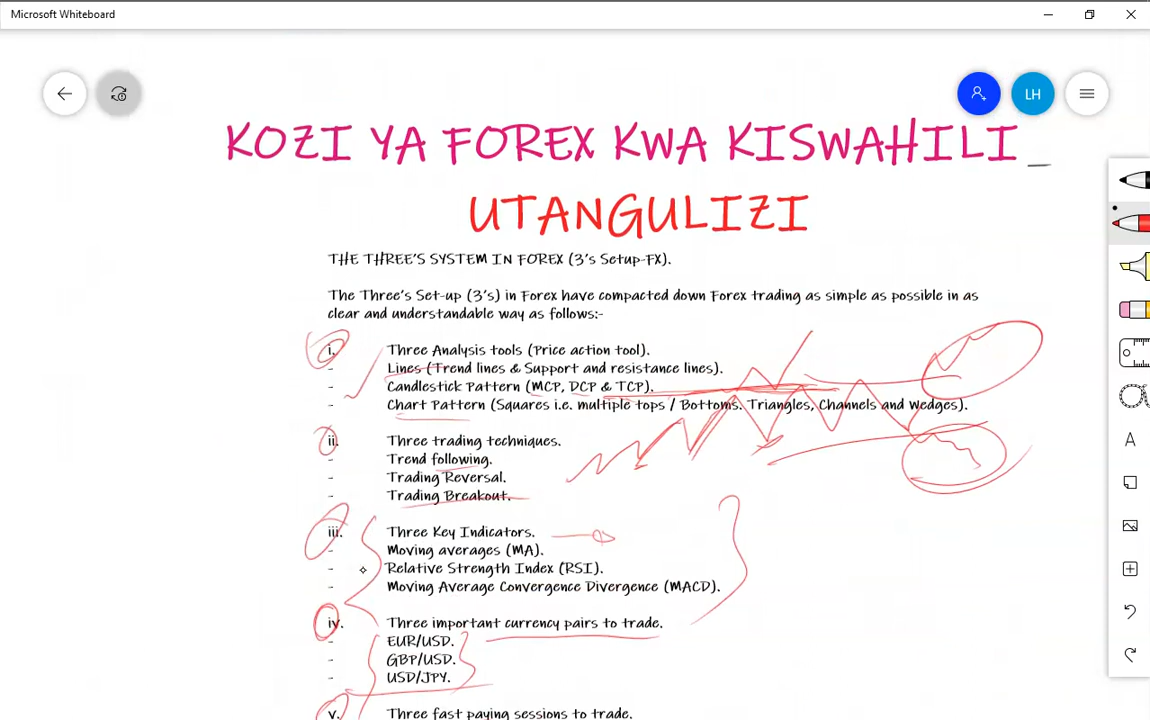 Microsoft Whiteboard
LH
KOZI YA FOREX KWA KISWAHILI_
UTANGULIZI
THE THREE'S SYSTEM IN FOREX (3's Setup-FX).
The Three's Set-up (3's) in Forex have compacted down Forex trading as simple as possible in as
clear and understandable way as follows:-
i. Three Analysis tools (Price action tool).
- Lines (Trend lines & Support and resistance lines).
- Candlestick Pattern (MCP, DCP & TCP).
- Chart Pattern (Squares i.e. multiple tops / Bottoms. Triangles, Channels and Wedges).
ii. Three trading techniques.
- Trend following.
- Trading Reversal.
- Trading Breakout.
iii. Three Key Indicators.
- Moving averages (MA).
- Relative Strength Index (RSI).
- Moving Average Convergence Divergence (MACD).
iv. Three important currency pairs to trade.
- EUR/USD.
- GBP/USD.
- USD/JPY.
v. Three fast paying sessions to trade.